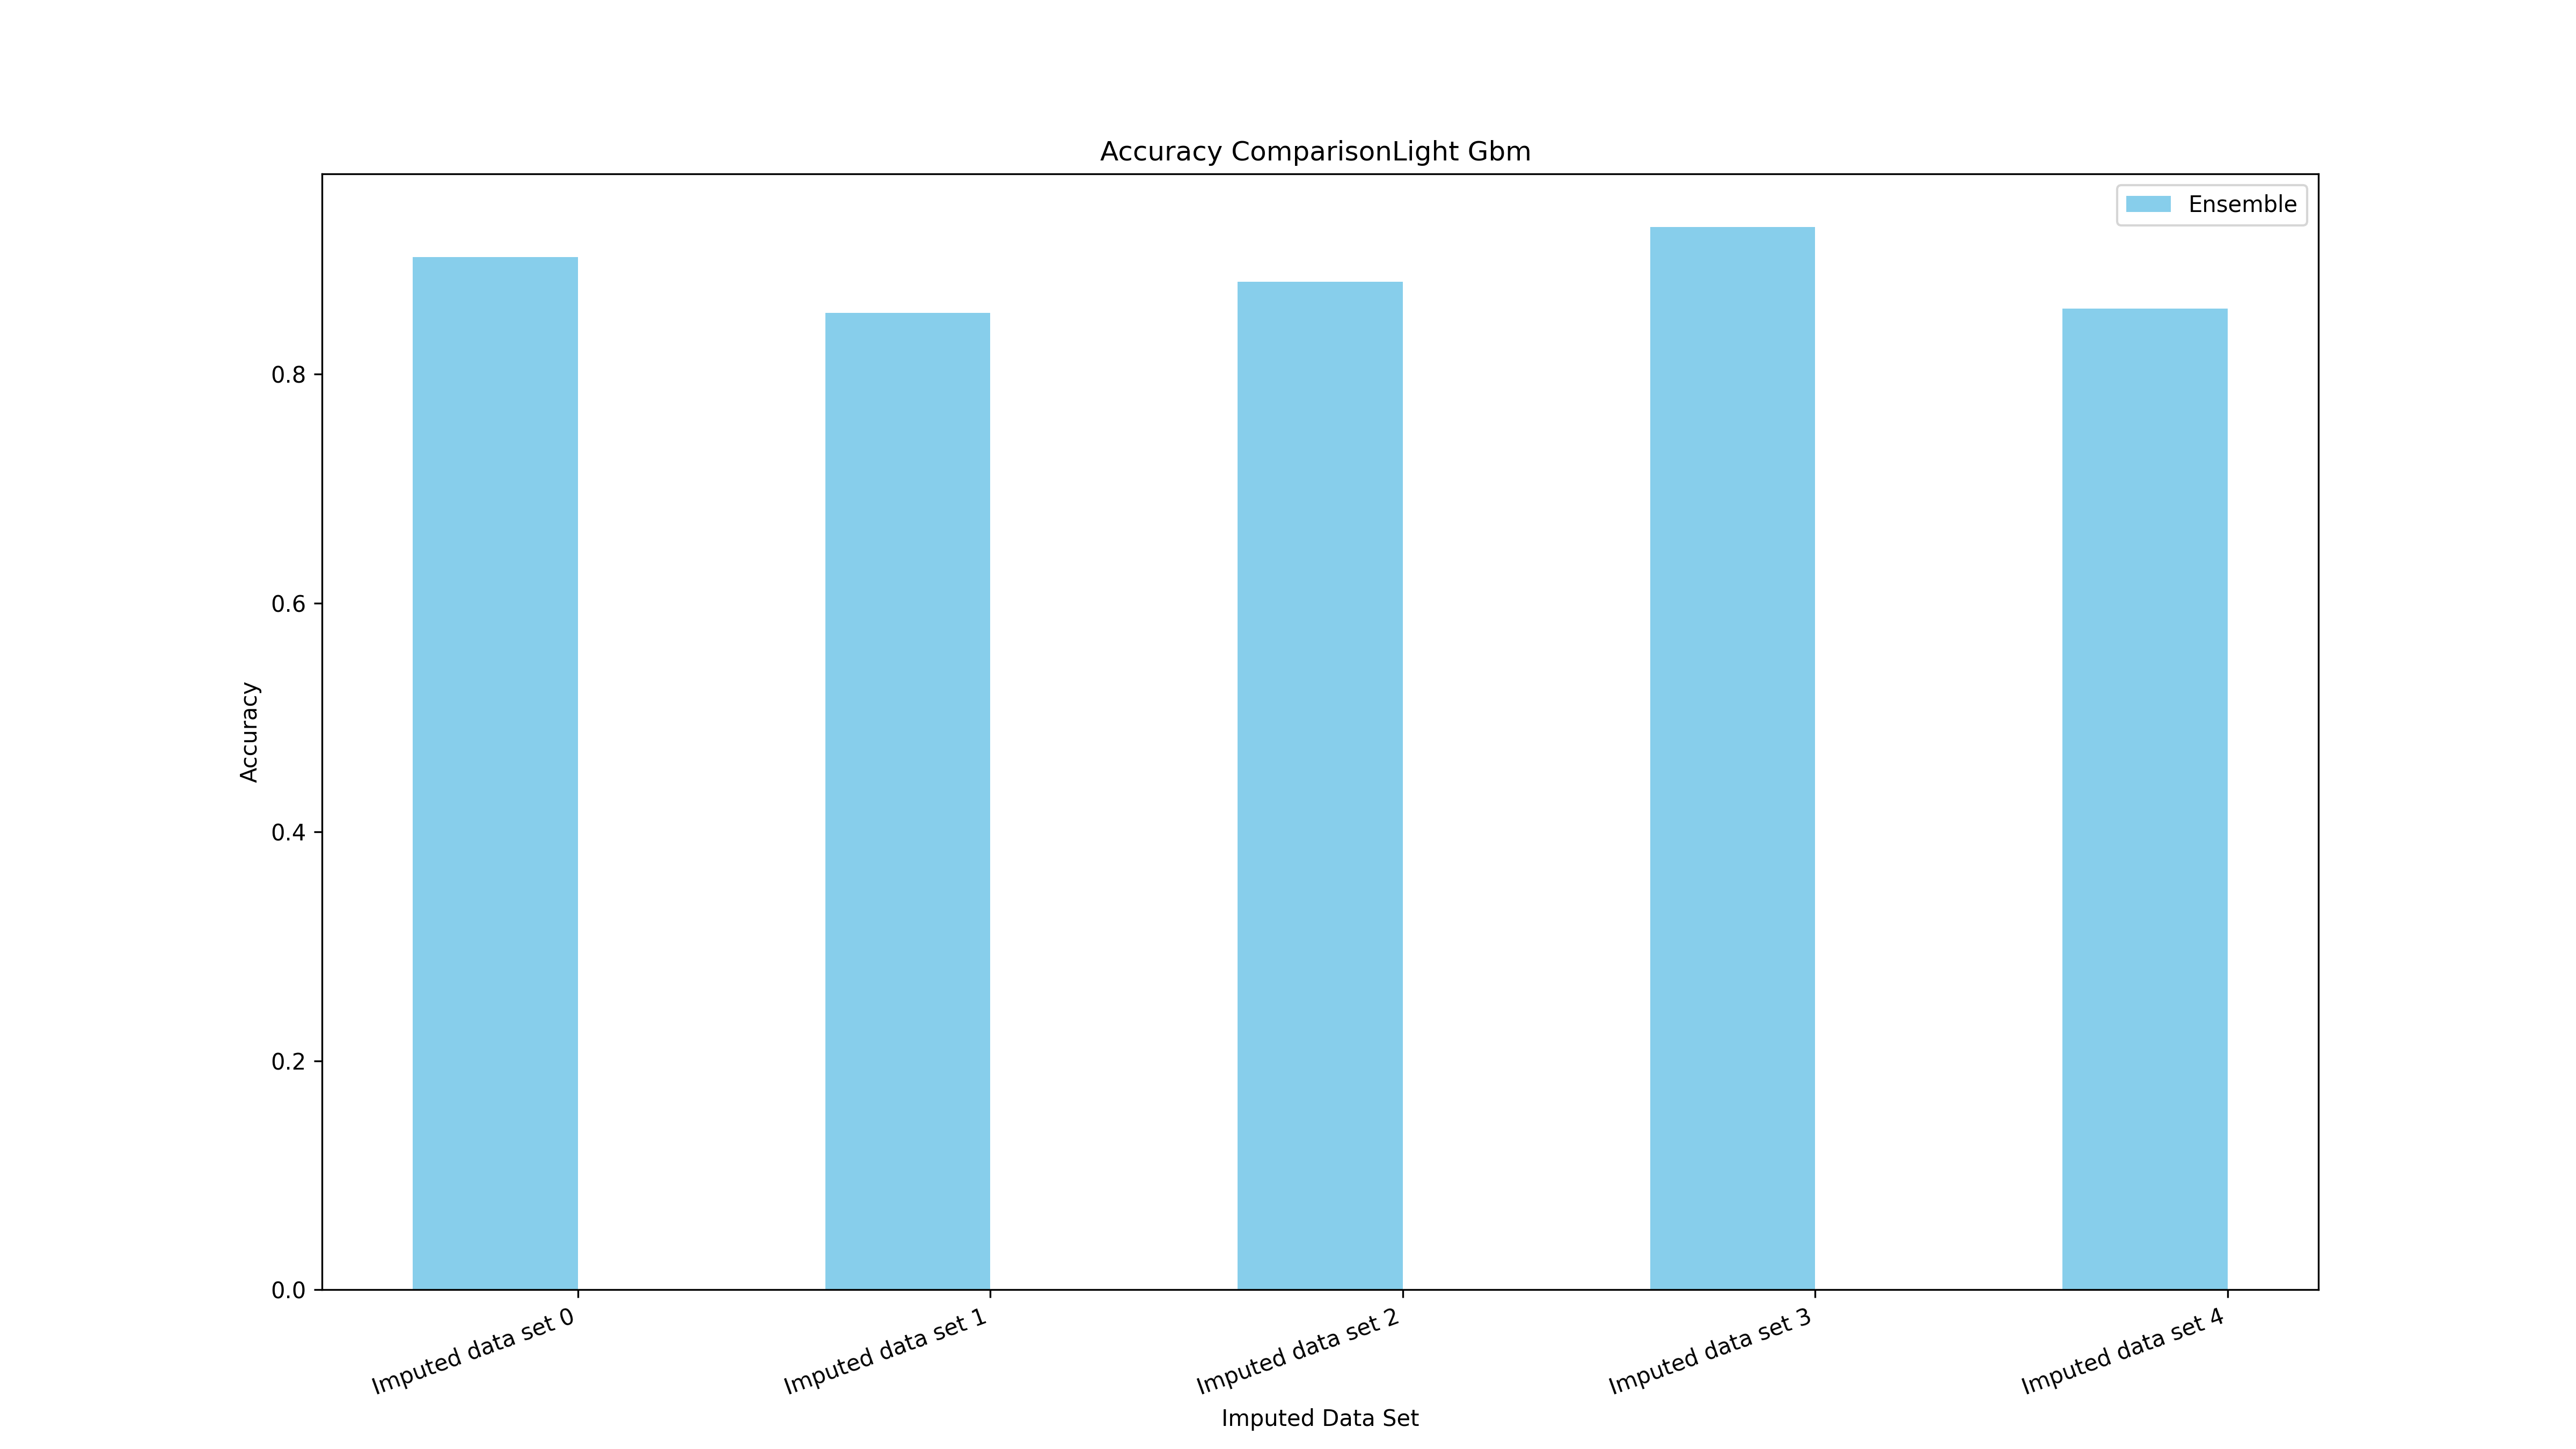 Accuracy ComparisonLight Gbm
Ensemble
0.8
0.6
0.4
0.2
0.0
Accuracy
Imputed data set 0
Imputed data set 1
Imputed data set 2
Imputed data set 3
Imputed data set 4
Imputed Data Set